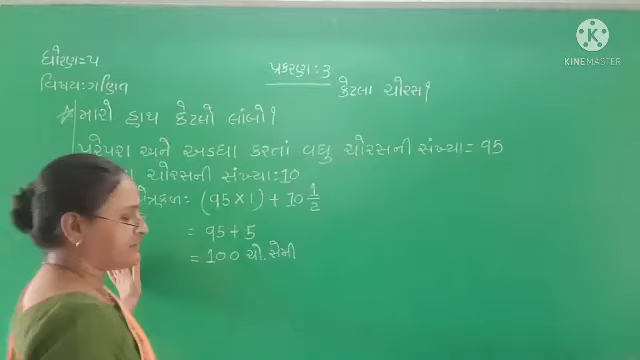 ધોરણ=૫
પ્રકરણ:૩
વિષય:ગણિત
કેટલા ચોરસ?
મારો હાથ કેટલો લાંબો?
પૂરેપૂરા અને અડધા કરતાં વધુ ચોરસની સંખ્યા=95
ચોરસની સંખ્યા:10
(95×1)+10 1/2
=95+5
=100 ચો.સેમી
KINEMASTER